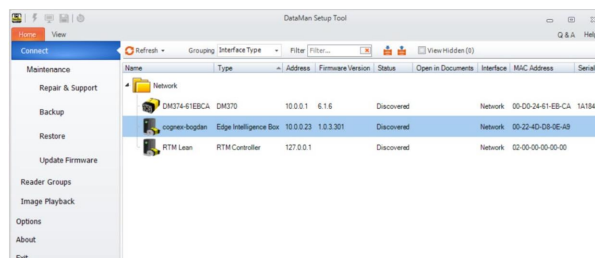 DataMan Setup Tool
Home View Q & A Help
Connect
Maintenance
Repair & Support
Backup
Restore
Update Firmware
Reader Groups
Image Playback
Options
About
Exit
Refresh Grouping Interface Type Filter Filter... View Hidden (0)
Name Type Address Firmware Version Status Open in Documents Interface MAC Address Serial
Network
DM374-61EBCA DM370 10.0.0.1 6.1.6 Discovered Network 00-D0-24-61-EB-CA 1A184
cognex-bogdan Edge Intelligence Box 10.0.0.23 1.0.3.301 Discovered Network 00-22-4D-D8-0E-A9
RTM Lean RTM Controller 127.0.0.1 Discovered Network 02-00-00-00-00-00